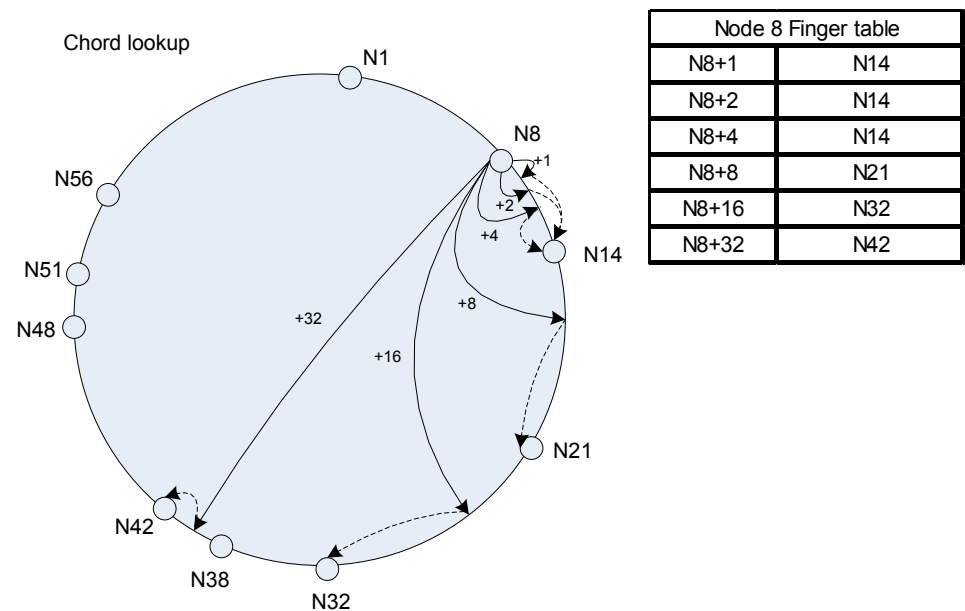 Chord lookup
N1
N8
+1
+2
+4
N14
+8
+16
+32
N21
N32
N38
N42
N48
N51
N56
Node 8 Finger table
N8+1 N14
N8+2 N14
N8+4 N14
N8+8 N21
N8+16 N32
N8+32 N42